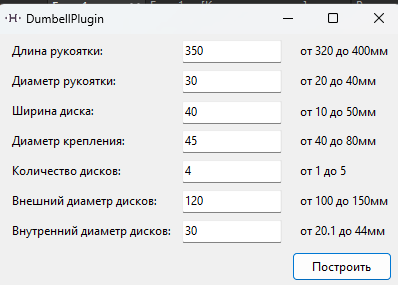 DumbellPlugin
Длина рукоятки: 350 от 320 до 400мм
Диаметр рукоятки: 30 от 20 до 40мм
Ширина диска: 40 от 10 до 50мм
Диаметр крепления: 45 от 40 до 80мм
Количество дисков: 4 от 1 до 5
Внешний диаметр дисков: 120 от 100 до 150мм
Внутренний диаметр дисков: 30 от 20.1 до 44мм
Построить